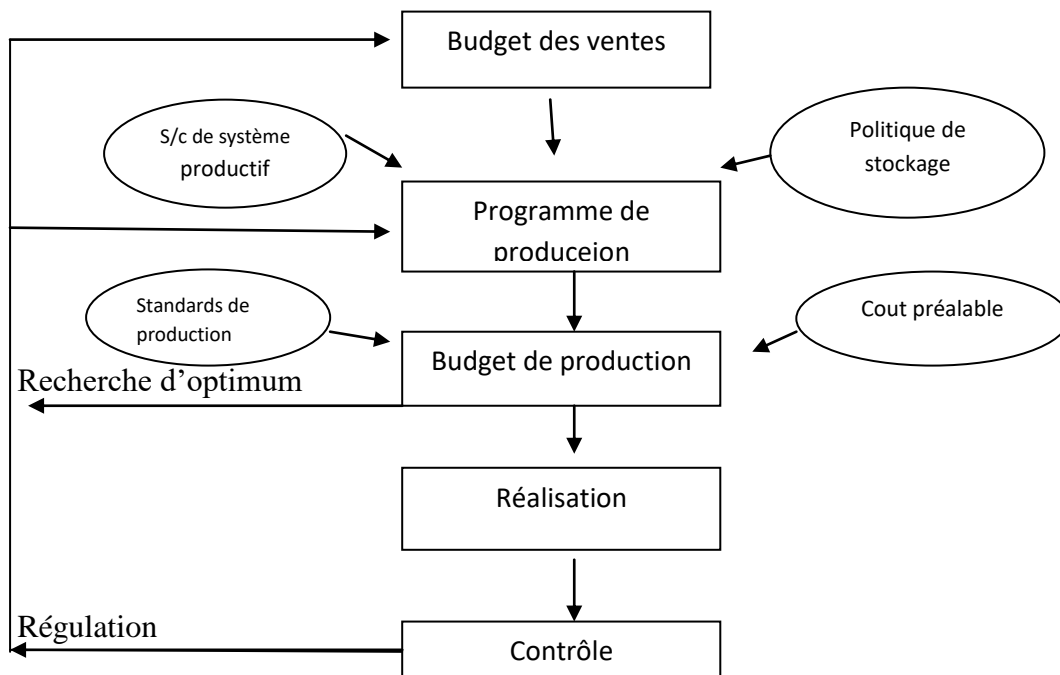 Budget des ventes
S/c de système
productif
Politique de
stockage
Programme de
produceion
Standards de
production
Cout préalable
Budget de production
Recherche d’optimum
Réalisation
Régulation
Contrôle